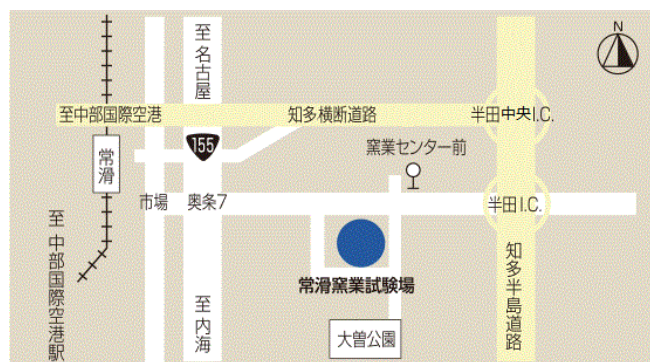 至名古屋
N
至中部国際空港
知多横断道路
半田中央I.C.
155
常滑
窯業センター前
市場
奥条7
半田I.C.
至 中部国際空港駅
常滑窯業試験場
至内海
知多半島道路
大曽公園